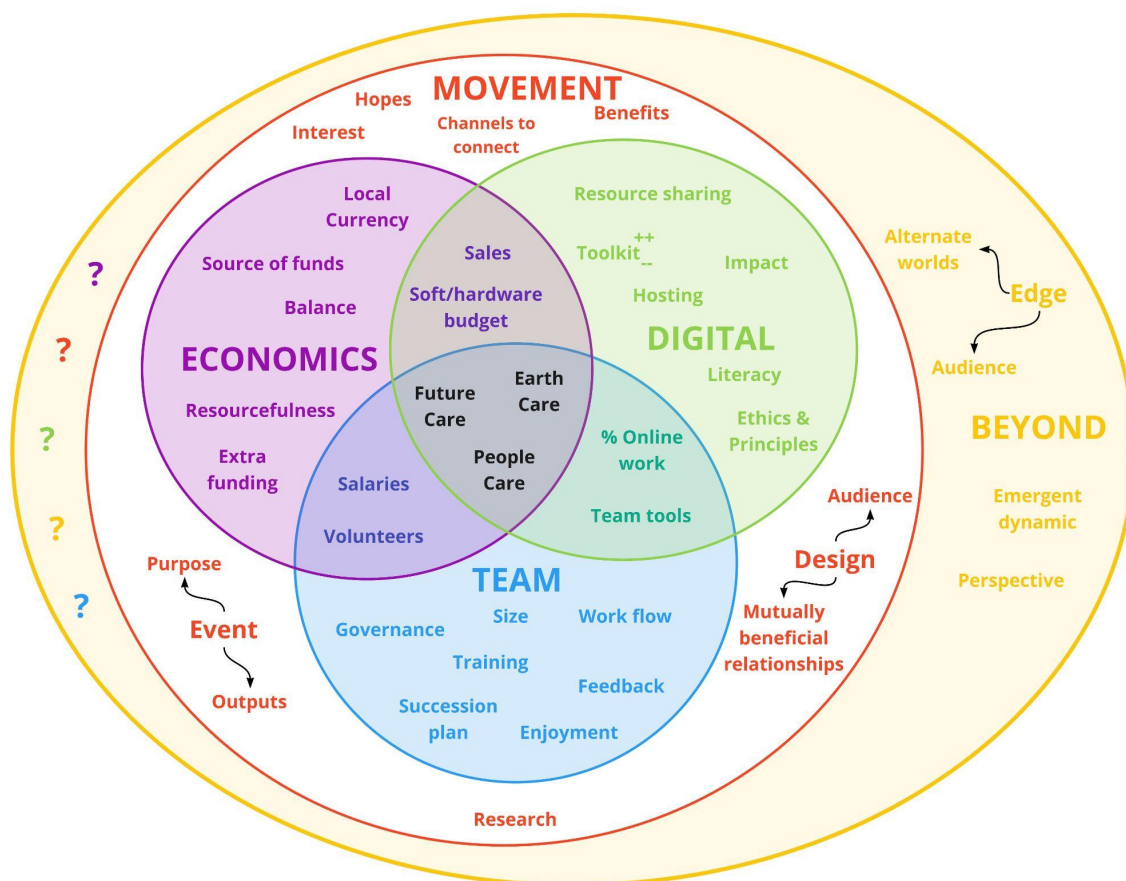 MOVEMENT
Hopes
Benefits
Interest
Channels to
connect
Local
Currency
Source of funds
Balance
ECONOMICS
Resourcefulness
Extra
funding
Sales
Soft/hardware
budget
Resource sharing
++
Toolkit
--
Impact
Hosting
DIGITAL
Literacy
Ethics &
Principles
Future
Care
Earth
Care
People
Care
% Online
work
Team tools
Salaries
Volunteers
TEAM
Size
Work flow
Governance
Training
Feedback
Succession
plan
Enjoyment
Purpose
Event
Outputs
Audience
Design
Mutually
beneficial
relationships
Research
Alternate
worlds
Edge
Audience
BEYOND
Emergent
dynamic
Perspective
?
?
?
?
?